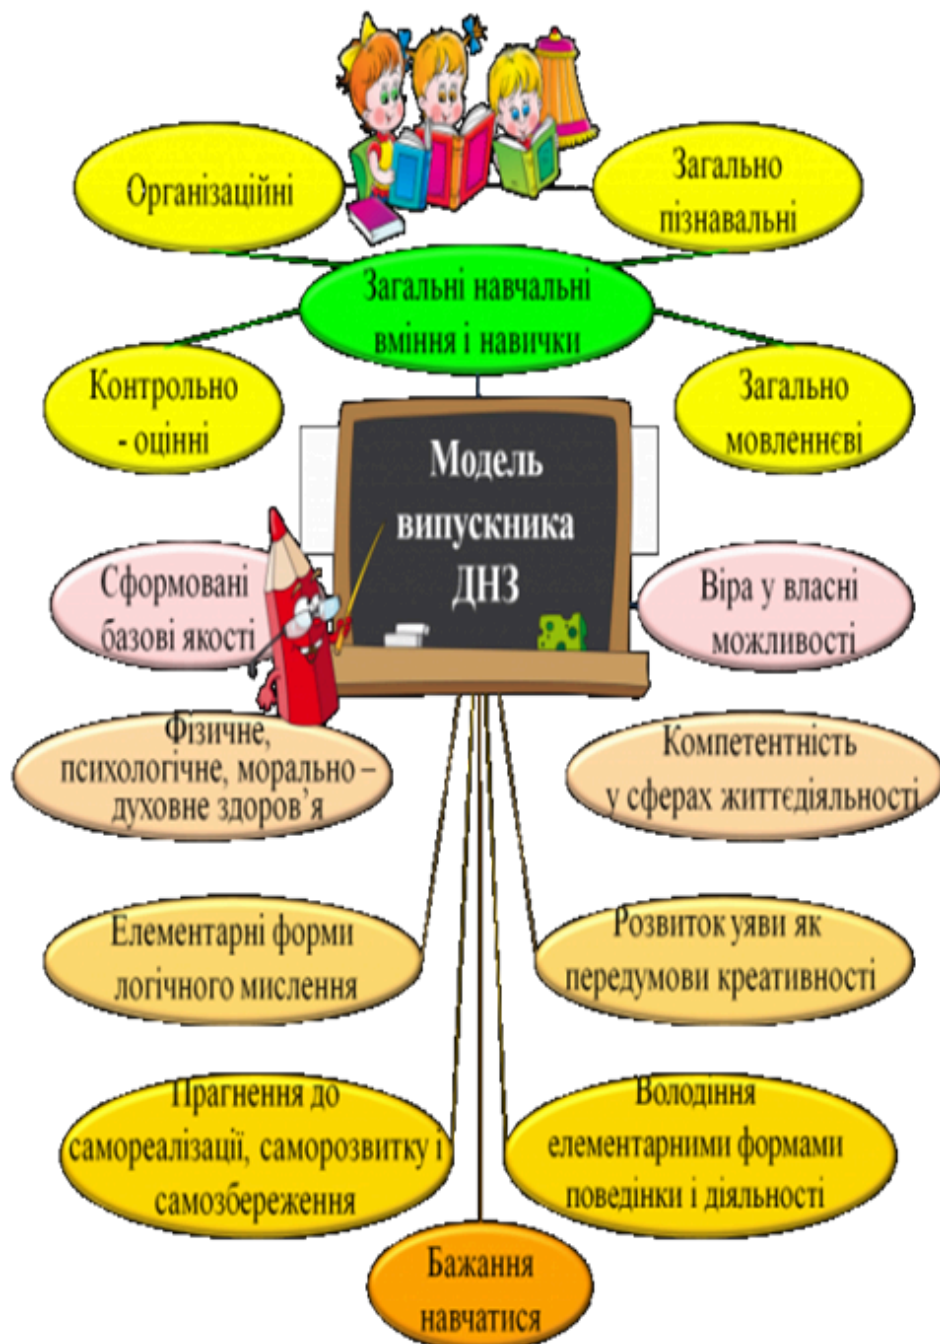 Організаційні
Загально
пізнавальні
Загальні навчальні
вміння і навички
Контрольно
- оцінні
Загально
мовленнєві
Модель
випускника
ДНЗ
Сформовані
базові якості
Віра у власні
можливості
Фізичне,
психологічне, морально –
духовне здоров’я
Компетентність
у сферах життєдіяльності
Елементарні форми
логічного мислення
Розвиток уяви як
передумови креативності
Прагнення до
самореалізації, саморозвитку і
самозбереження
Володіння
елементарними формами
поведінки і діяльності
Бажання
навчатися